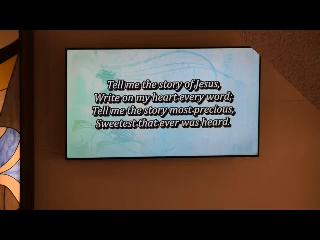 Tell me the story of Jesus,
Write on my heart every word;
Tell me the story most precious,
Sweetest that ever was heard.